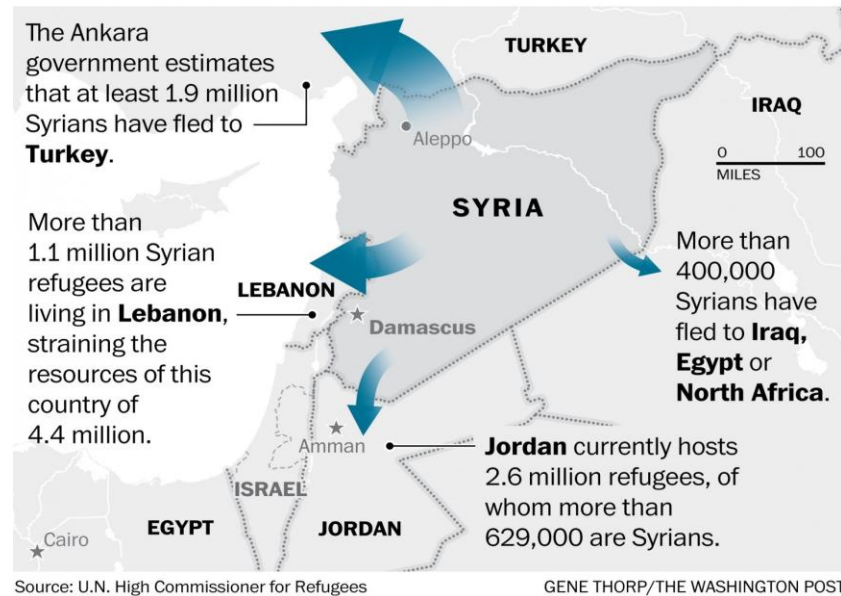 The Ankara
government estimates
that at least 1.9 million
Syrians have fled to
Turkey.
TURKEY
IRAQ
Aleppo
0 100
MILES
SYRIA
More than
1.1 million Syrian
refugees are
living in Lebanon,
straining the
resources of this
country of
4.4 million.
LEBANON
Damascus
More than
400,000
Syrians have
fled to Iraq,
Egypt or
North Africa.
Amman
Jordan currently hosts
2.6 million refugees, of
whom more than
629,000 are Syrians.
ISRAEL
EGYPT
JORDAN
Cairo
Source: U.N. High Commissioner for Refugees
GENE THORP/THE WASHINGTON POST